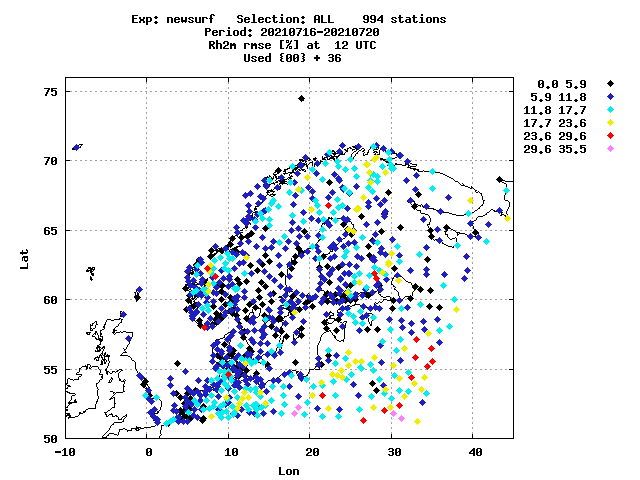 Exp: newsurf   Selection: ALL    994 stations
Period: 20210716-20210720
Rh2m rmse [%] at  12 UTC
Used {00} + 36
0.0 5.9
5.9 11.8
11.8 17.7
17.7 23.6
23.6 29.6
29.6 35.5
75
70
65
60
55
50
Lat
-10 0 10 20 30 40
Lon